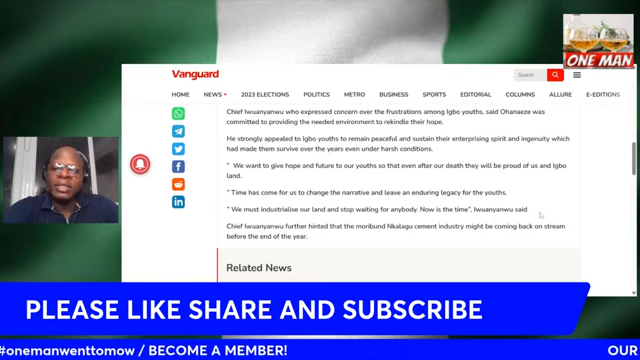 ONE MAN
Vanguard
Search
HOME NEWS 2023 ELECTIONS POLITICS METRO BUSINESS SPORTS EDITORIAL COLUMNS ALLURE E-EDITIONS
Chief Iwuanyanwu who expressed concern over the frustrations among Igbo youths, said Ohanaeze was
committed to providing the needed environment to rekindle their hope.
He strongly appealed to Igbo youths to remain peaceful and sustain their enterprising spirit and ingenuity which
had made them survive over the years even under harsh conditions.
" We want to give hope and future to our youths so that even after our death they will be proud of us and Igbo
land.
" Time has come for us to change the narrative and leave an enduring legacy for the youths.
" We must industrialise our land and stop waiting for anybody. Now is the time", Iwuanyanwu said
Chief Iwuanyanwu further hinted that the moribund Nkalagu cement industry might be coming back on stream
before the end of the year.
Related News
PLEASE LIKE SHARE AND SUBSCRIBE
#onemanwenttomow / BECOME A MEMBER! OUR